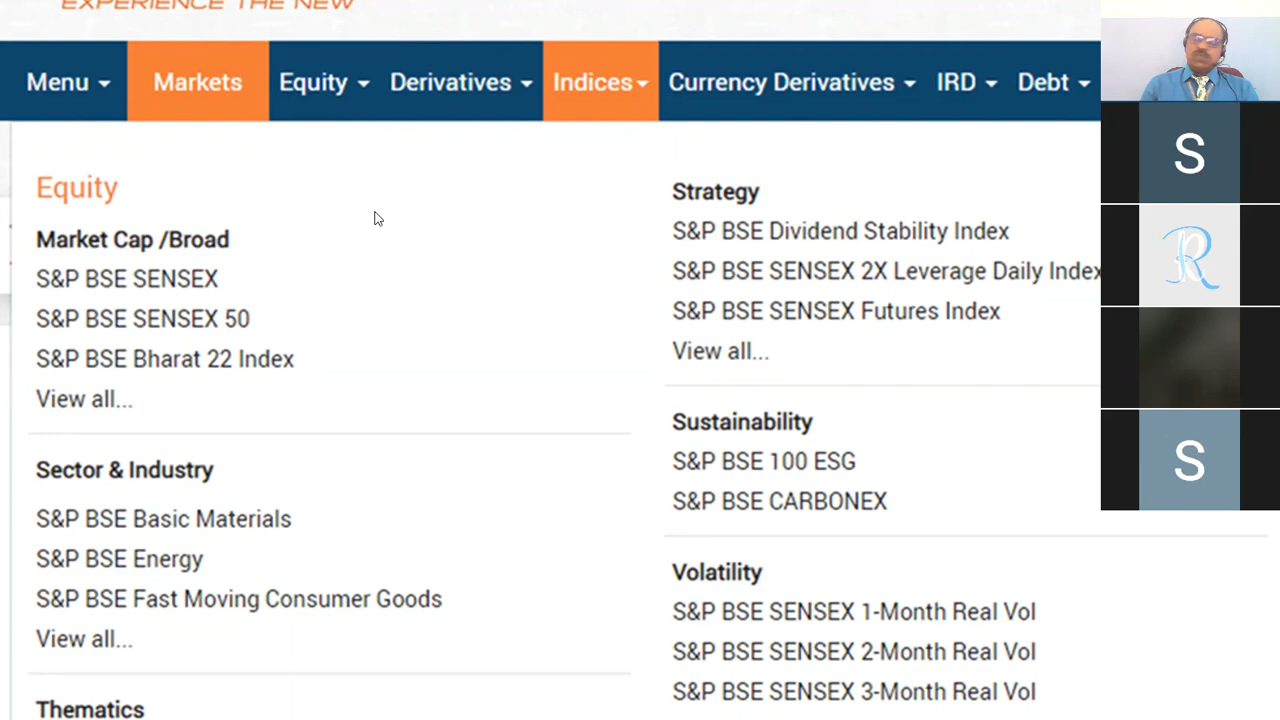 EXPERIENCE THE NEW
Menu Markets Equity Derivatives Indices Currency Derivatives IRD Debt
Equity
Market Cap /Broad
S&P BSE SENSEX
S&P BSE SENSEX 50
S&P BSE Bharat 22 Index
View all...
Sector & Industry
S&P BSE Basic Materials
S&P BSE Energy
S&P BSE Fast Moving Consumer Goods
View all...
Thematics
Strategy
S&P BSE Dividend Stability Index
S&P BSE SENSEX 2X Leverage Daily Index
S&P BSE SENSEX Futures Index
View all...
Sustainability
S&P BSE 100 ESG
S&P BSE CARBONEX
Volatility
S&P BSE SENSEX 1-Month Real Vol
S&P BSE SENSEX 2-Month Real Vol
S&P BSE SENSEX 3-Month Real Vol
S
R
S